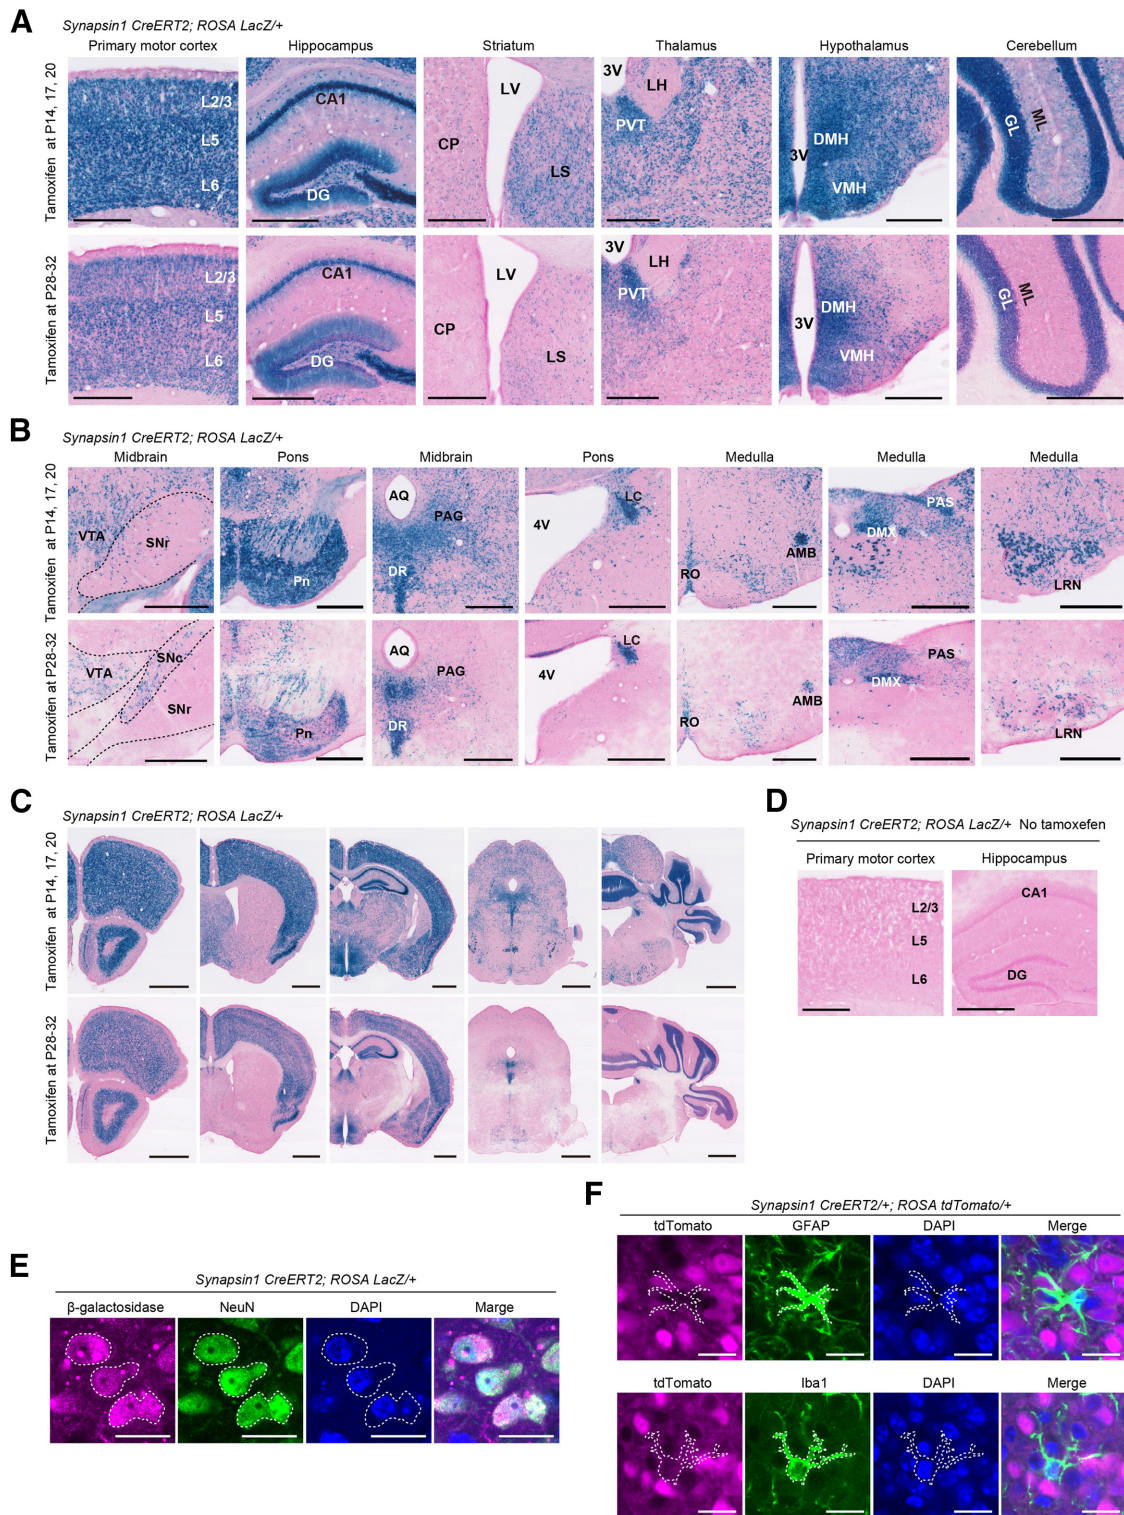 A
Synapsin1 CreERT2; ROSA LacZ/+
Primary motor cortex Hippocampus Striatum Thalamus Hypothalamus Cerebellum
Tamoxifen at P14, 17, 20
L2/3
L5
L6
CA1
DG
LV
CP
LS
3V
LH
PVT
DMH
3V
VMH
GL
ML
Tamoxifen at P28-32
L2/3
L5
L6
CA1
DG
LV
CP
LS
3V
LH
PVT
DMH
3V
VMH
GL
ML
B
Synapsin1 CreERT2; ROSA LacZ/+
Midbrain Pons Midbrain Pons Medulla Medulla Medulla
Tamoxifen at P14, 17, 20
VTA
SNr
Pn
AQ
PAG
DR
LC
4V
AMB
RO
PAS
DMX
LRN
Tamoxifen at P28-32
SNc
VTA
SNr
Pn
AQ
PAG
DR
LC
4V
AMB
RO
PAS
DMX
LRN
C
Synapsin1 CreERT2; ROSA LacZ/+
Tamoxifen at P14, 17, 20
Tamoxifen at P28-32
D
Synapsin1 CreERT2; ROSA LacZ/+ No tamoxefen
Primary motor cortex Hippocampus
L2/3
L5
L6
CA1
DG
E
Synapsin1 CreERT2; ROSA LacZ/+
β-galactosidase NeuN DAPI Marge
F
Synapsin1 CreERT2/+; ROSA tdTomato/+
tdTomato GFAP DAPI Merge
tdTomato Iba1 DAPI Merge